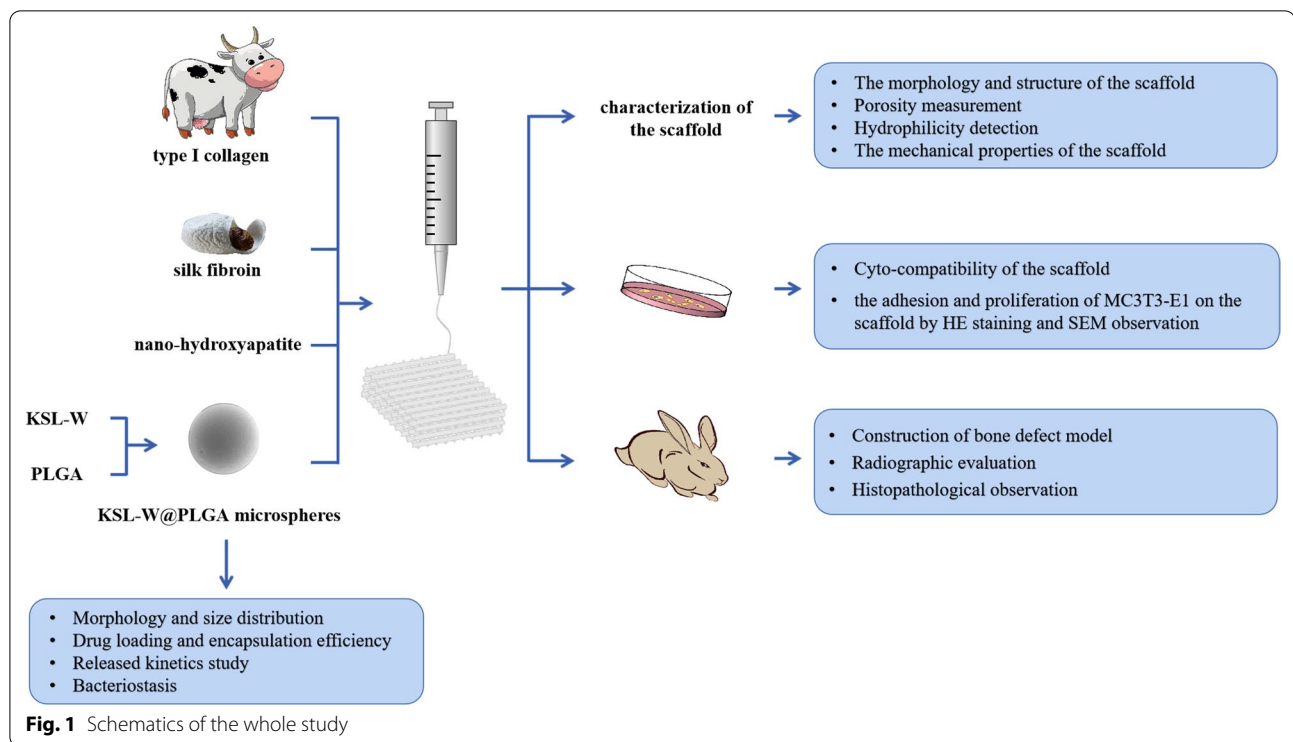 type I collagen
silk fibroin
nano-hydroxyapatite
KSL-W
PLGA
KSL-W@PLGA microspheres
• Morphology and size distribution
• Drug loading and encapsulation efficiency
• Released kinetics study
• Bacteriostasis
characterization of
the scaffold
• The morphology and structure of the scaffold
• Porosity measurement
• Hydrophilicity detection
• The mechanical properties of the scaffold
• Cyto-compatibility of the scaffold
• the adhesion and proliferation of MC3T3-E1 on the
scaffold by HE staining and SEM observation
• Construction of bone defect model
• Radiographic evaluation
• Histopathological observation
Fig. 1 Schematics of the whole study